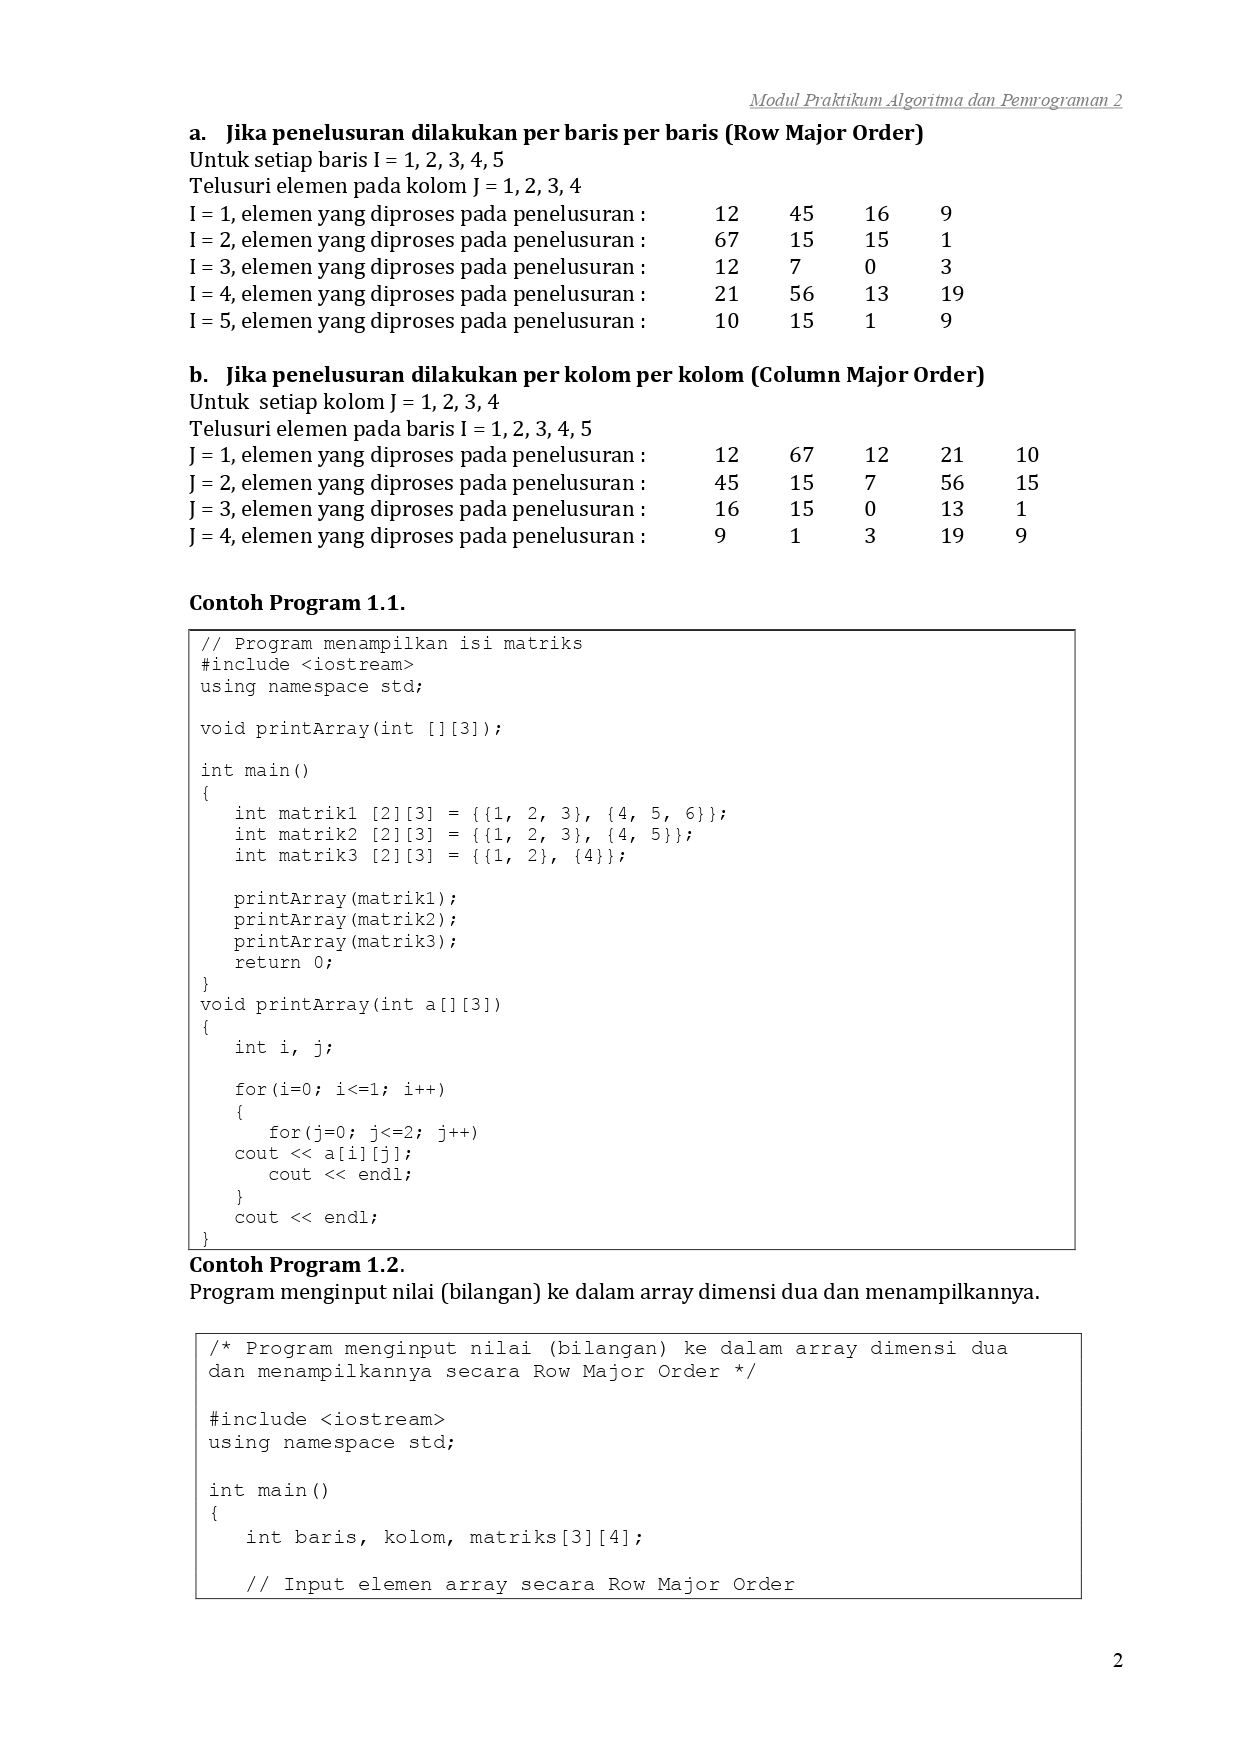 Modul Praktikum Algoritma dan Pemrograman 2
a. Jika penelusuran dilakukan per baris per baris (Row Major Order)
Untuk setiap baris I = 1, 2, 3, 4, 5
Telusuri elemen pada kolom J = 1, 2, 3, 4
I = 1, elemen yang diproses pada penelusuran : 12 45 16 9
I = 2, elemen yang diproses pada penelusuran : 67 15 15 1
I = 3, elemen yang diproses pada penelusuran : 12 7 0 3
I = 4, elemen yang diproses pada penelusuran : 21 56 13 19
I = 5, elemen yang diproses pada penelusuran : 10 15 1 9
b. Jika penelusuran dilakukan per kolom per kolom (Column Major Order)
Untuk setiap kolom J = 1, 2, 3, 4
Telusuri elemen pada baris I = 1, 2, 3, 4, 5
J = 1, elemen yang diproses pada penelusuran : 12 67 12 21 10
J = 2, elemen yang diproses pada penelusuran : 45 15 7 56 15
J = 3, elemen yang diproses pada penelusuran : 16 15 0 13 1
J = 4, elemen yang diproses pada penelusuran : 9 1 3 19 9
Contoh Program 1.1.
// Program menampilkan isi matriks
#include <iostream>
using namespace std;
void printArray(int [][3]);
int main()
{
int matrik1 [2][3] = {{1, 2, 3}, {4, 5, 6}};
int matrik2 [2][3] = {{1, 2, 3}, {4, 5}};
int matrik3 [2][3] = {{1, 2}, {4}};
printArray(matrik1);
printArray(matrik2);
printArray(matrik3);
return 0;
}
void printArray(int a[][3])
{
int i, j;
for(i=0; i<=1; i++)
{
for(j=0; j<=2; j++)
cout << a[i][j];
cout << endl;
}
cout << endl;
}
Contoh Program 1.2.
Program menginput nilai (bilangan) ke dalam array dimensi dua dan menampilkannya.
/* Program menginput nilai (bilangan) ke dalam array dimensi dua
dan menampilkannya secara Row Major Order */
#include <iostream>
using namespace std;
int main()
{
int baris, kolom, matriks[3][4];
// Input elemen array secara Row Major Order
2